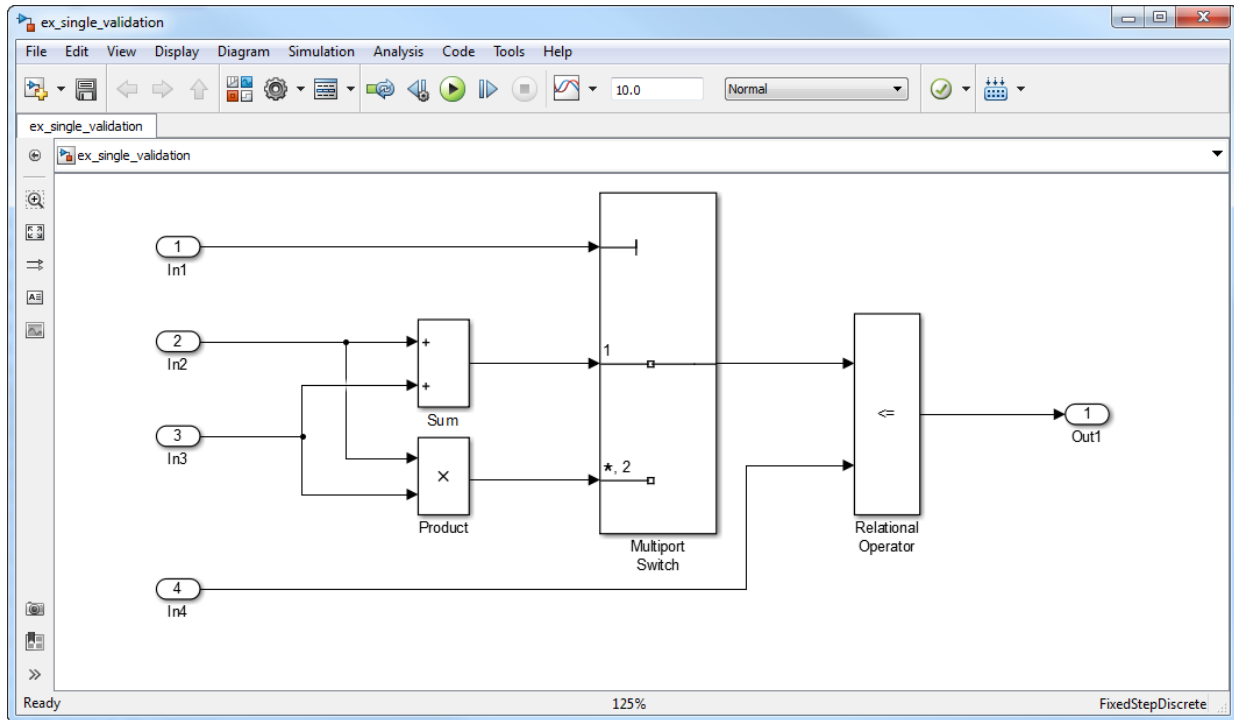 ex_single_validation
File Edit View Display Diagram Simulation Analysis Code Tools Help
10.0 Normal
ex_single_validation
ex_single_validation
1
In1
2
In2
3
In3
4
In4
+
+
Sum
×
Product
1
*, 2
Multiport
Switch
<=
Relational
Operator
1
Out1
Ready 125% FixedStepDiscrete